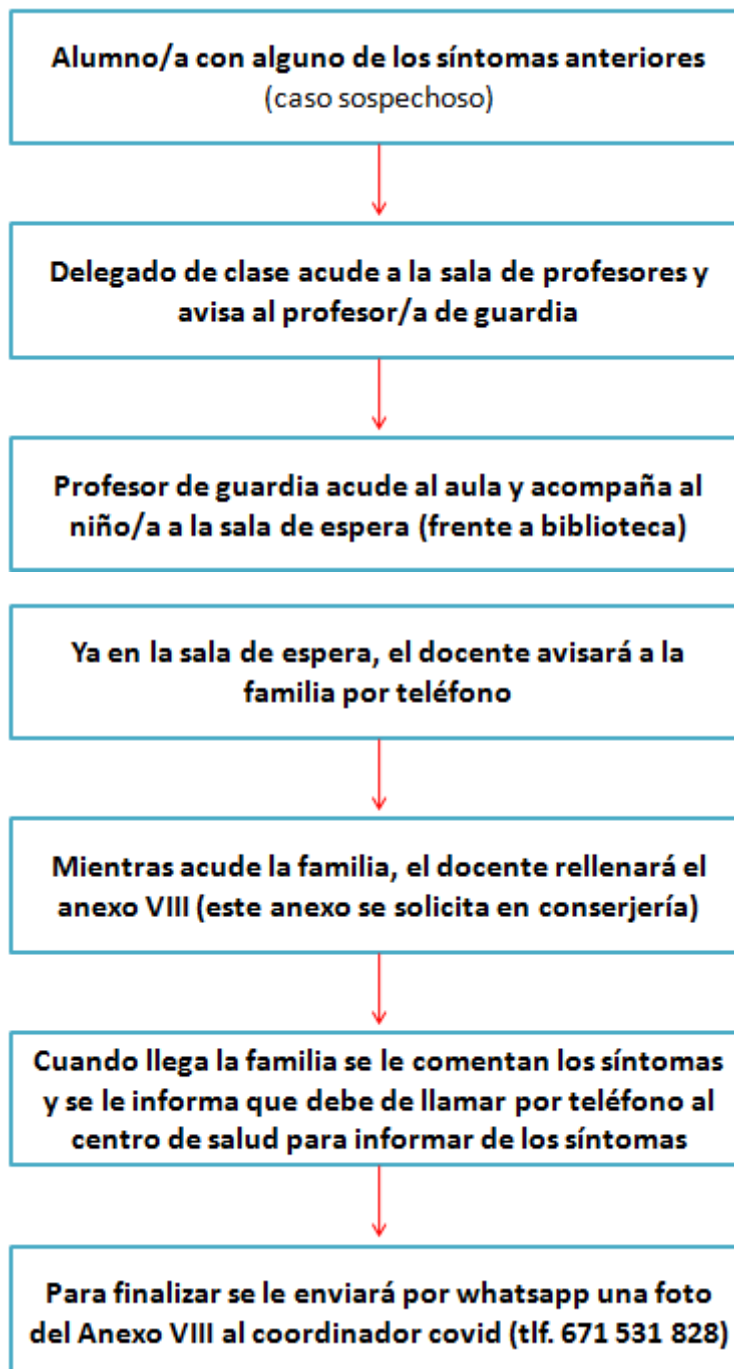 Alumno/a con alguno de los síntomas anteriores
(caso sospechoso)
Delegado de clase acude a la sala de profesores y
avisa al profesor/a de guardia
Profesor de guardia acude al aula y acompaña al
niño/a a la sala de espera (frente a biblioteca)
Ya en la sala de espera, el docente avisará a la
familia por teléfono
Mientras acude la familia, el docente rellenará el
anexo VIII (este anexo se solicita en conserjería)
Cuando llega la familia se le comentan los síntomas
y se le informa que debe de llamar por teléfono al
centro de salud para informar de los síntomas
Para finalizar se le enviará por whatsapp una foto
del Anexo VIII al coordinador covid (tlf. 671 531 828)